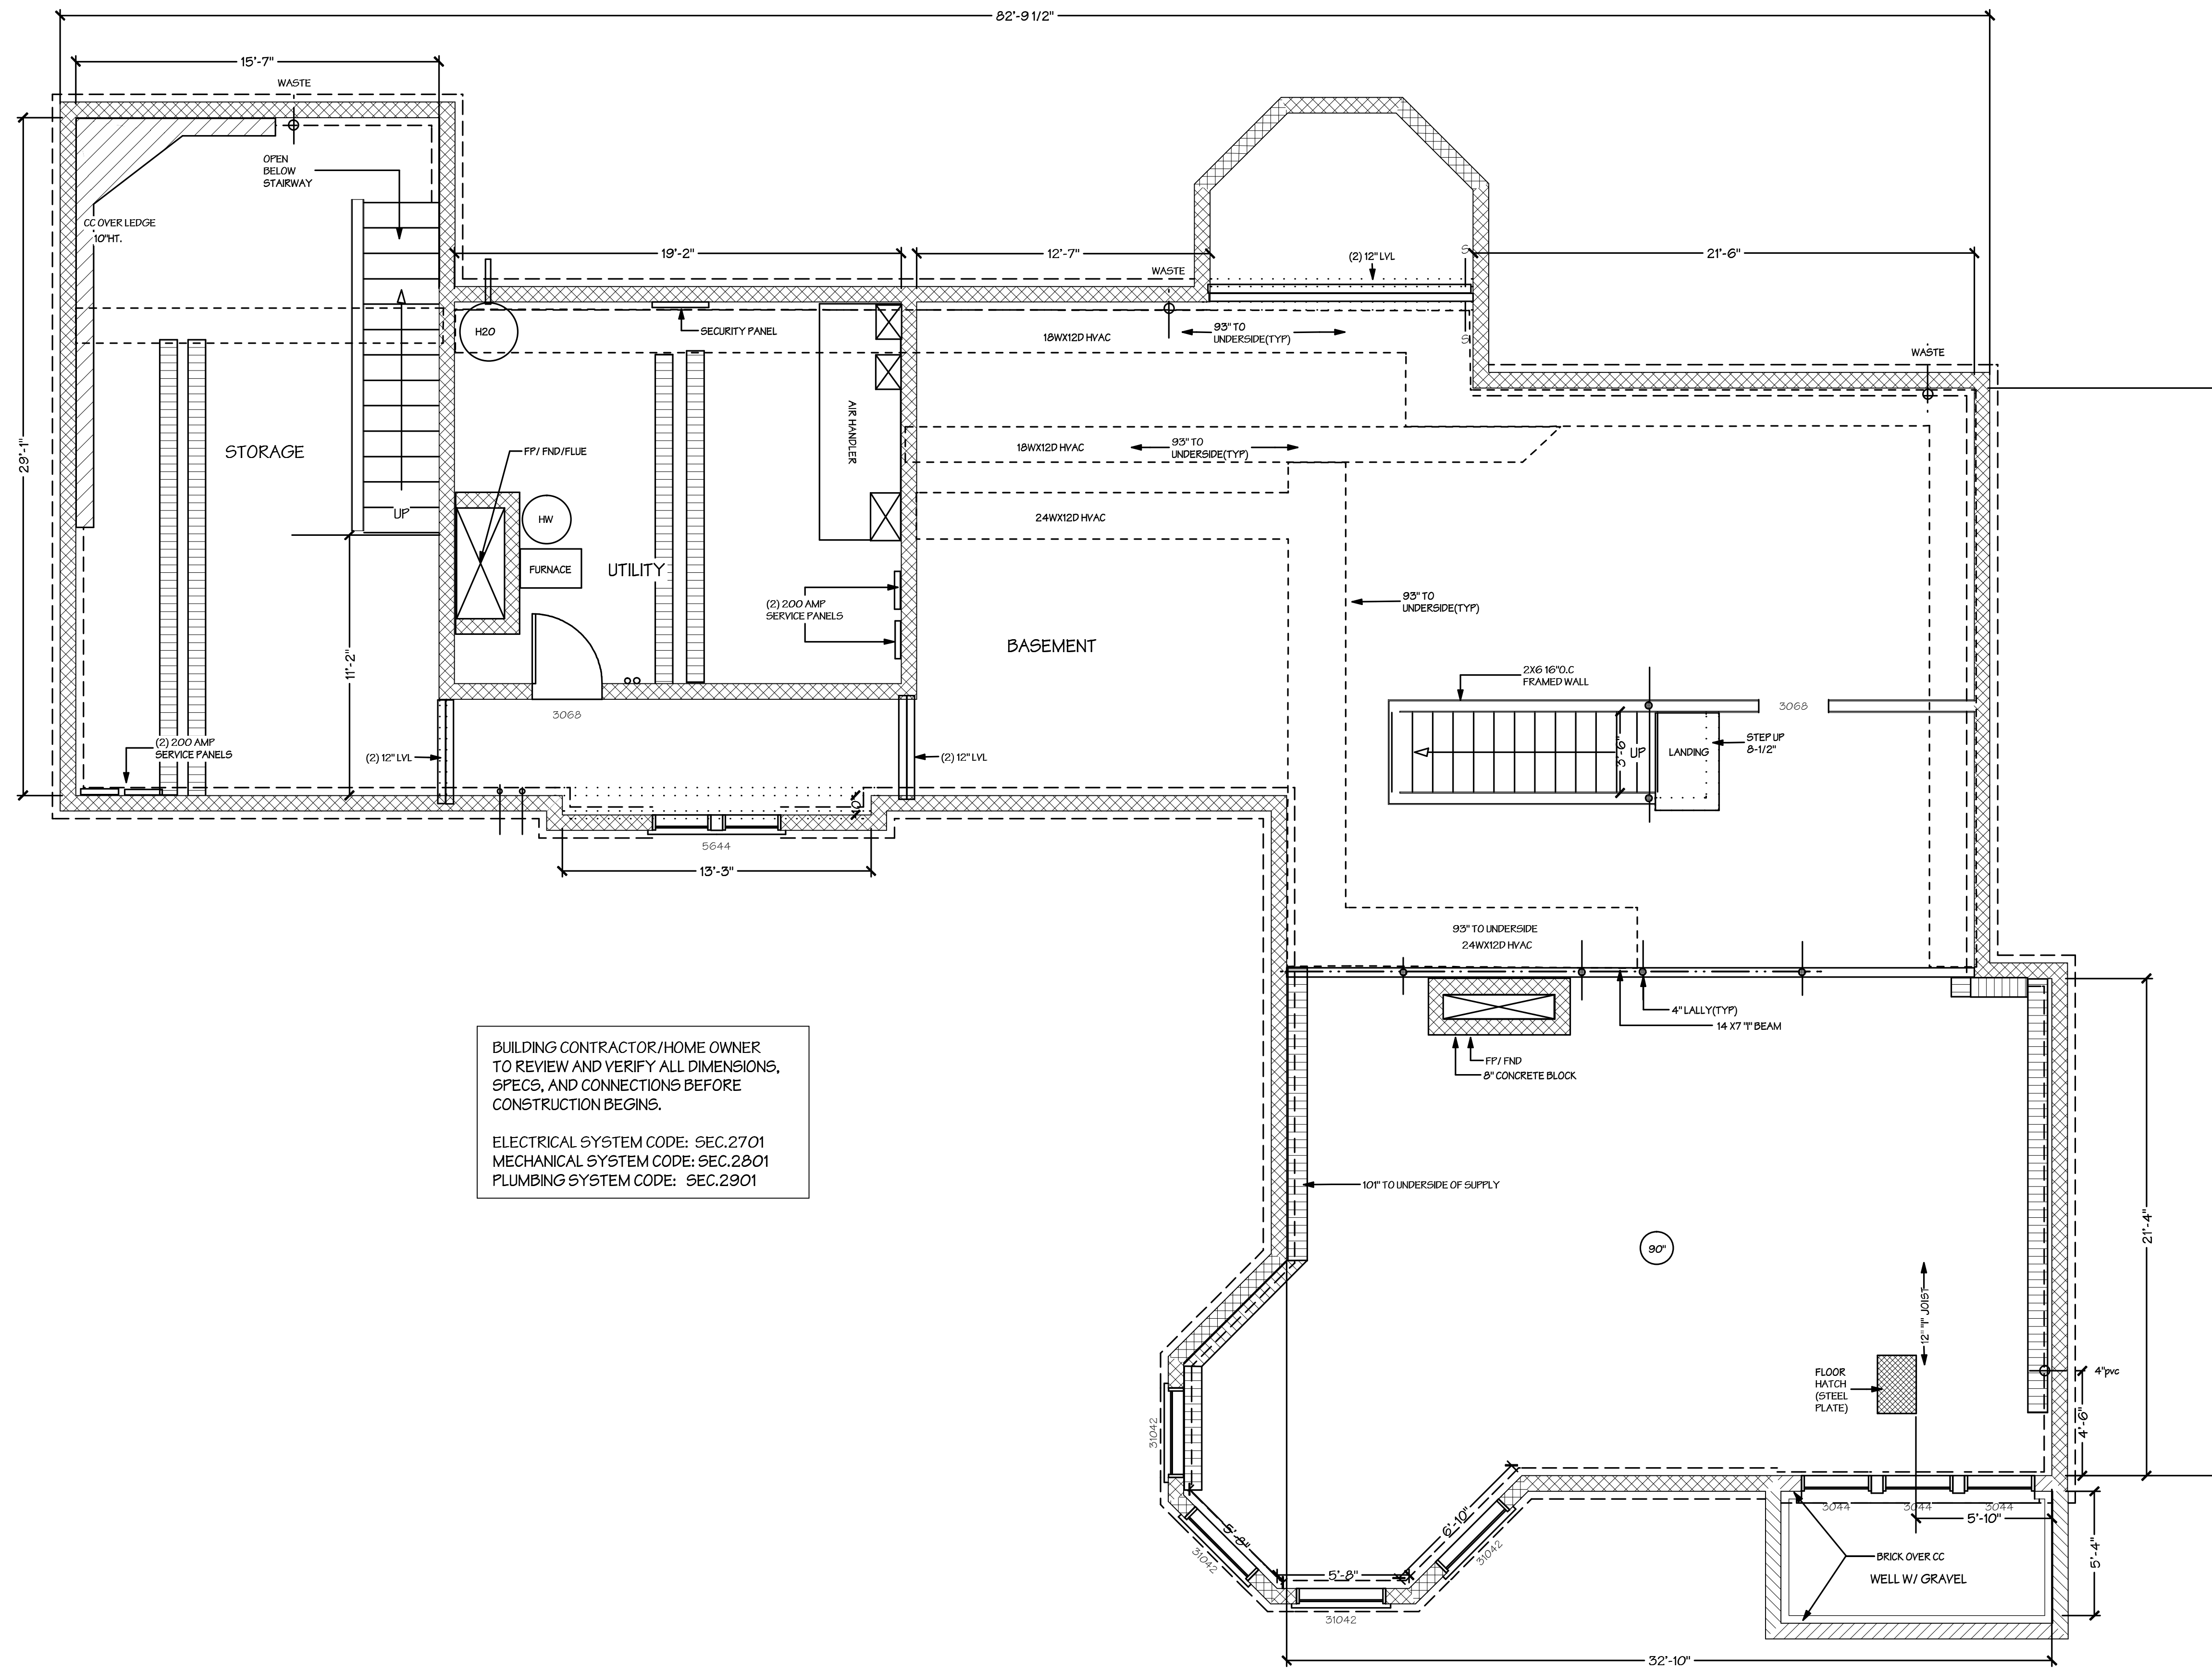 82'-9 1/2"
15'-7"
WASTE
OPEN
BELOW
STAIRWAY
CC OVER LEDGE
10"HT.
29'-1"
STORAGE
UP
11'-2"
(2) 200 AMP
SERVICE PANELS
(2) 12" LVL
19'-2"
H2O
SECURITY PANEL
AIR HANDLER
FP/ FND/FLUE
HW
FURNACE
UTILITY
(2) 200 AMP
SERVICE PANELS
3068
(2) 12" LVL
5644
13'-3"
12'-7"
WASTE
(2) 12" LVL
S
S
21'-6"
WASTE
18WX12D HVAC
93" TO
UNDERSIDE(TYP)
18WX12D HVAC
93" TO
UNDERSIDE(TYP)
24WX12D HVAC
93" TO
UNDERSIDE(TYP)
BASEMENT
2X6 16"O.C
FRAMED WALL
3068
3'-6"
UP
LANDING
STEP UP
8-1/2"
93" TO UNDERSIDE
24WX12D HVAC
4" LALLY(TYP)
14 X7 "I" BEAM
FP/ FND
8" CONCRETE BLOCK
BUILDING CONTRACTOR/HOME OWNER
TO REVIEW AND VERIFY ALL DIMENSIONS,
SPECS, AND CONNECTIONS BEFORE
CONSTRUCTION BEGINS.
ELECTRICAL SYSTEM CODE: SEC.2701
MECHANICAL SYSTEM CODE: SEC.2801
PLUMBING SYSTEM CODE: SEC.2901
101" TO UNDERSIDE OF SUPPLY
90"
21'-4"
12" "I" JOIST
FLOOR
HATCH
(STEEL
PLATE)
4"pvc
4'-6"
31042
5'-8"
31042
5'-8"
31042
6'-10"
31042
3044
3044
3044
5'-10"
5'-4"
BRICK OVER CC
WELL W/ GRAVEL
32'-10"